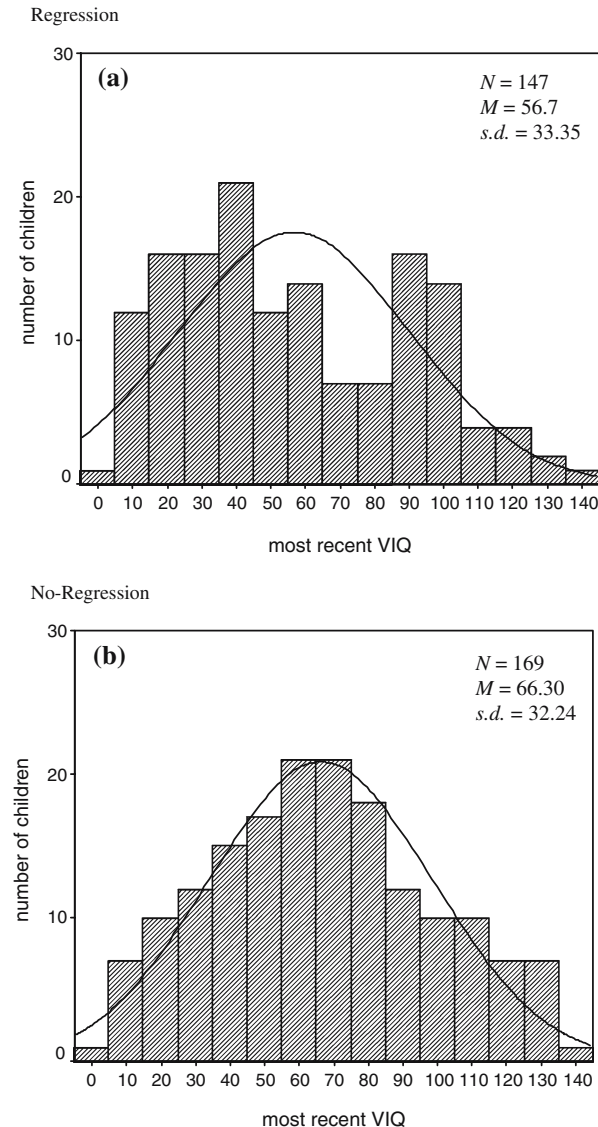 Regression
30
(a)
N = 147
M = 56.7
s.d. = 33.35
20
number of children
10
0
0 10 20 30 40 50 60 70 80 90 100 110 120 130 140
most recent VIQ
No-Regression
30
(b)
N = 169
M = 66.30
s.d. = 32.24
20
number of children
10
0
0 10 20 30 40 50 60 70 80 90 100 110 120 130 140
most recent VIQ